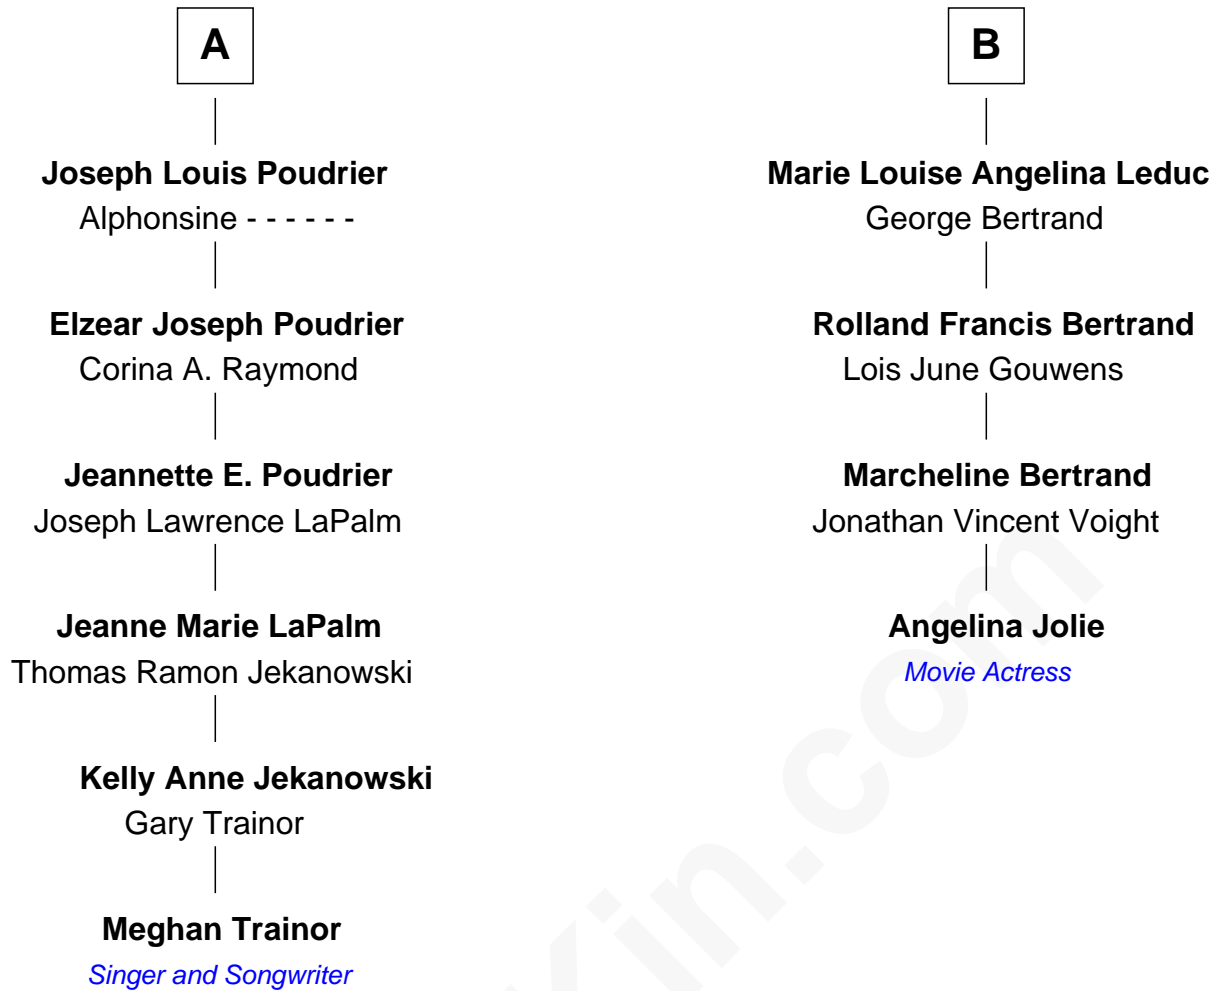 A
Joseph Louis Poudrier
Alphonsine - - - - - -
Elzear Joseph Poudrier
Corina A. Raymond
Jeannette E. Poudrier
Joseph Lawrence LaPalm
Jeanne Marie LaPalm
Thomas Ramon Jekanowski
Kelly Anne Jekanowski
Gary Trainor
Meghan Trainor
Singer and Songwriter
B
Marie Louise Angelina Leduc
George Bertrand
Rolland Francis Bertrand
Lois June Gouwens
Marcheline Bertrand
Jonathan Vincent Voight
Angelina Jolie
Movie Actress
Kin.com